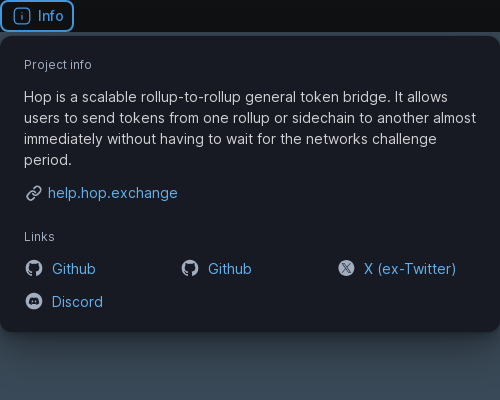 Info
Project info
Hop is a scalable rollup-to-rollup general token bridge. It allows
users to send tokens from one rollup or sidechain to another almost
immediately without having to wait for the networks challenge
period.
help.hop.exchange
Links
Github Github X (ex-Twitter)
Discord